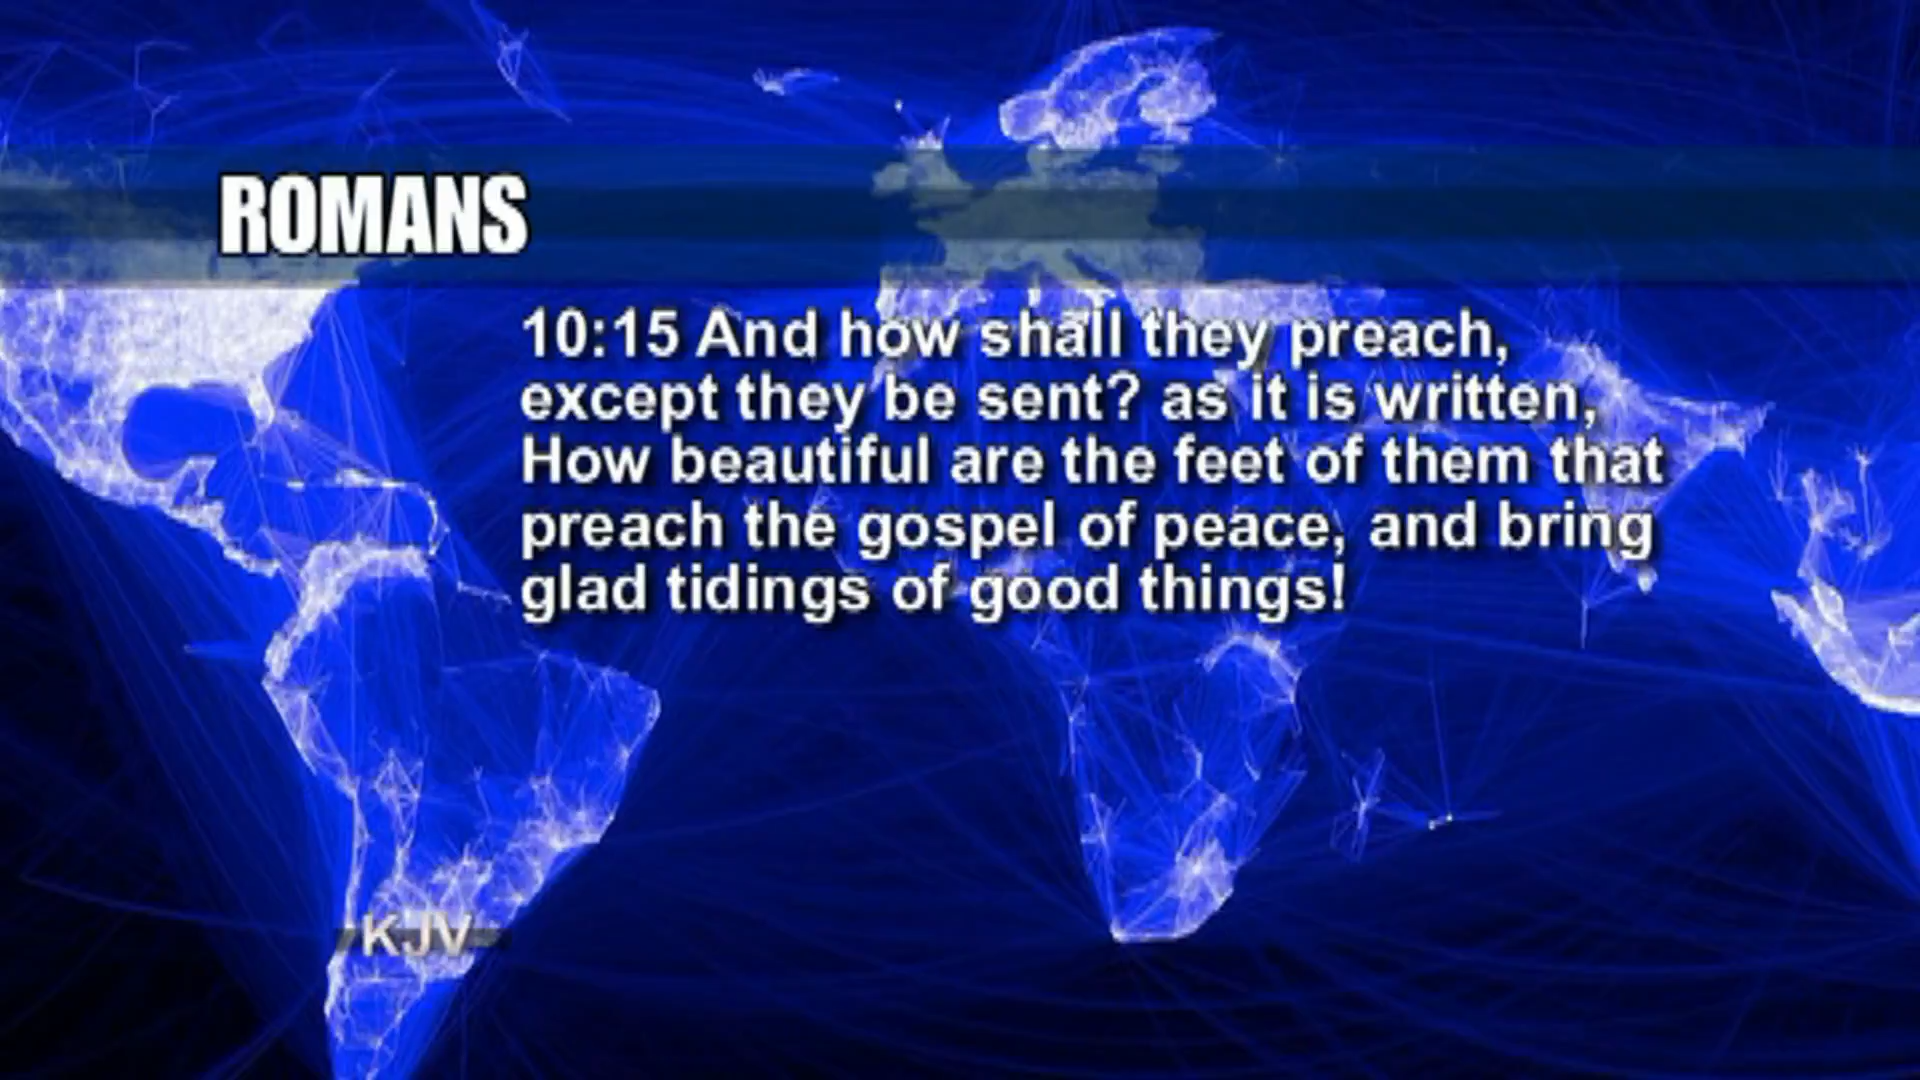 ROMANS
10:15 And how shall they preach,
except they be sent? as it is written,
How beautiful are the feet of them that
preach the gospel of peace, and bring
glad tidings of good things!
KJV